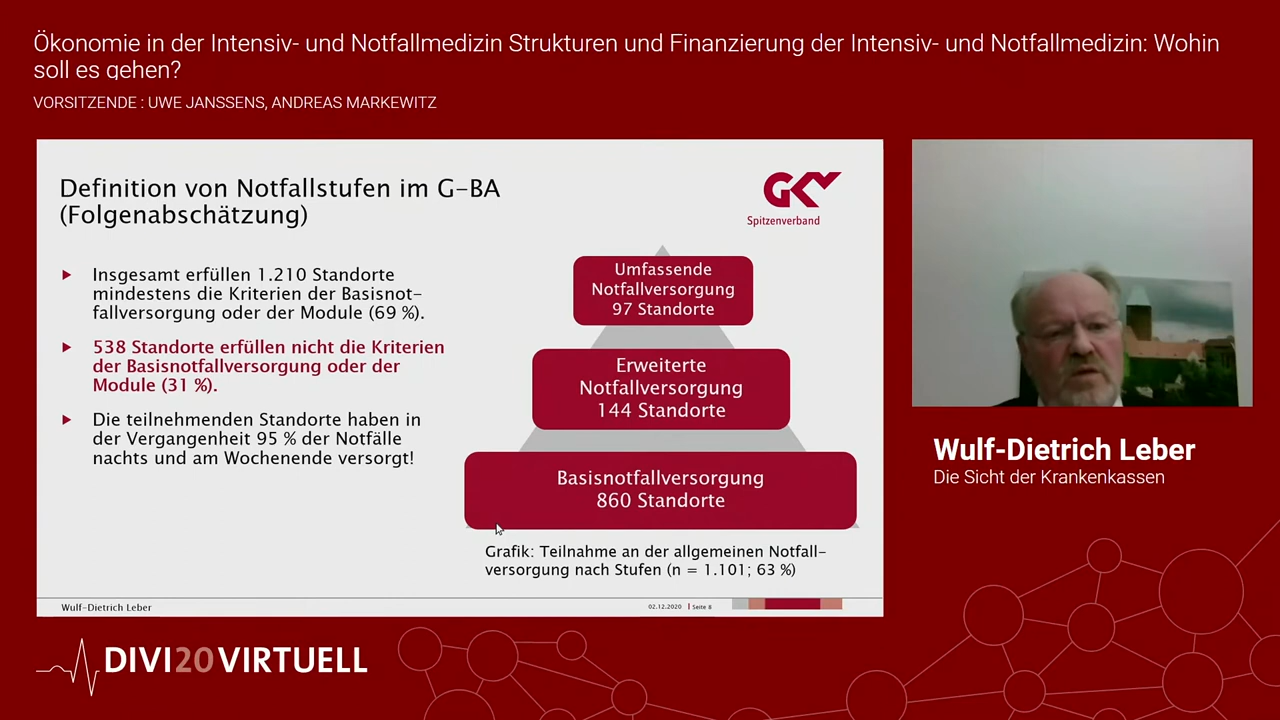 Ökonomie in der Intensiv- und Notfallmedizin Strukturen und Finanzierung der Intensiv- und Notfallmedizin: Wohin
soll es gehen?
VORSITZENDE : UWE JANSSENS, ANDREAS MARKEWITZ
Definition von Notfallstufen im G-BA
(Folgenabschätzung)
GKV
Spitzenverband
Insgesamt erfüllen 1.210 Standorte
mindestens die Kriterien der Basisnot-
fallversorgung oder der Module (69 %).
538 Standorte erfüllen nicht die Kriterien
der Basisnotfallversorgung oder der
Module (31 %).
Die teilnehmenden Standorte haben in
der Vergangenheit 95 % der Notfälle
nachts und am Wochenende versorgt!
Umfassende
Notfallversorgung
97 Standorte
Erweiterte
Notfallversorgung
144 Standorte
Basisnotfallversorgung
860 Standorte
Grafik: Teilnahme an der allgemeinen Notfall-
versorgung nach Stufen (n = 1.101; 63 %)
Wulf-Dietrich Leber
02.12.2020 | Seite 8
Wulf-Dietrich Leber
Die Sicht der Krankenkassen
DIVI20VIRTUELL